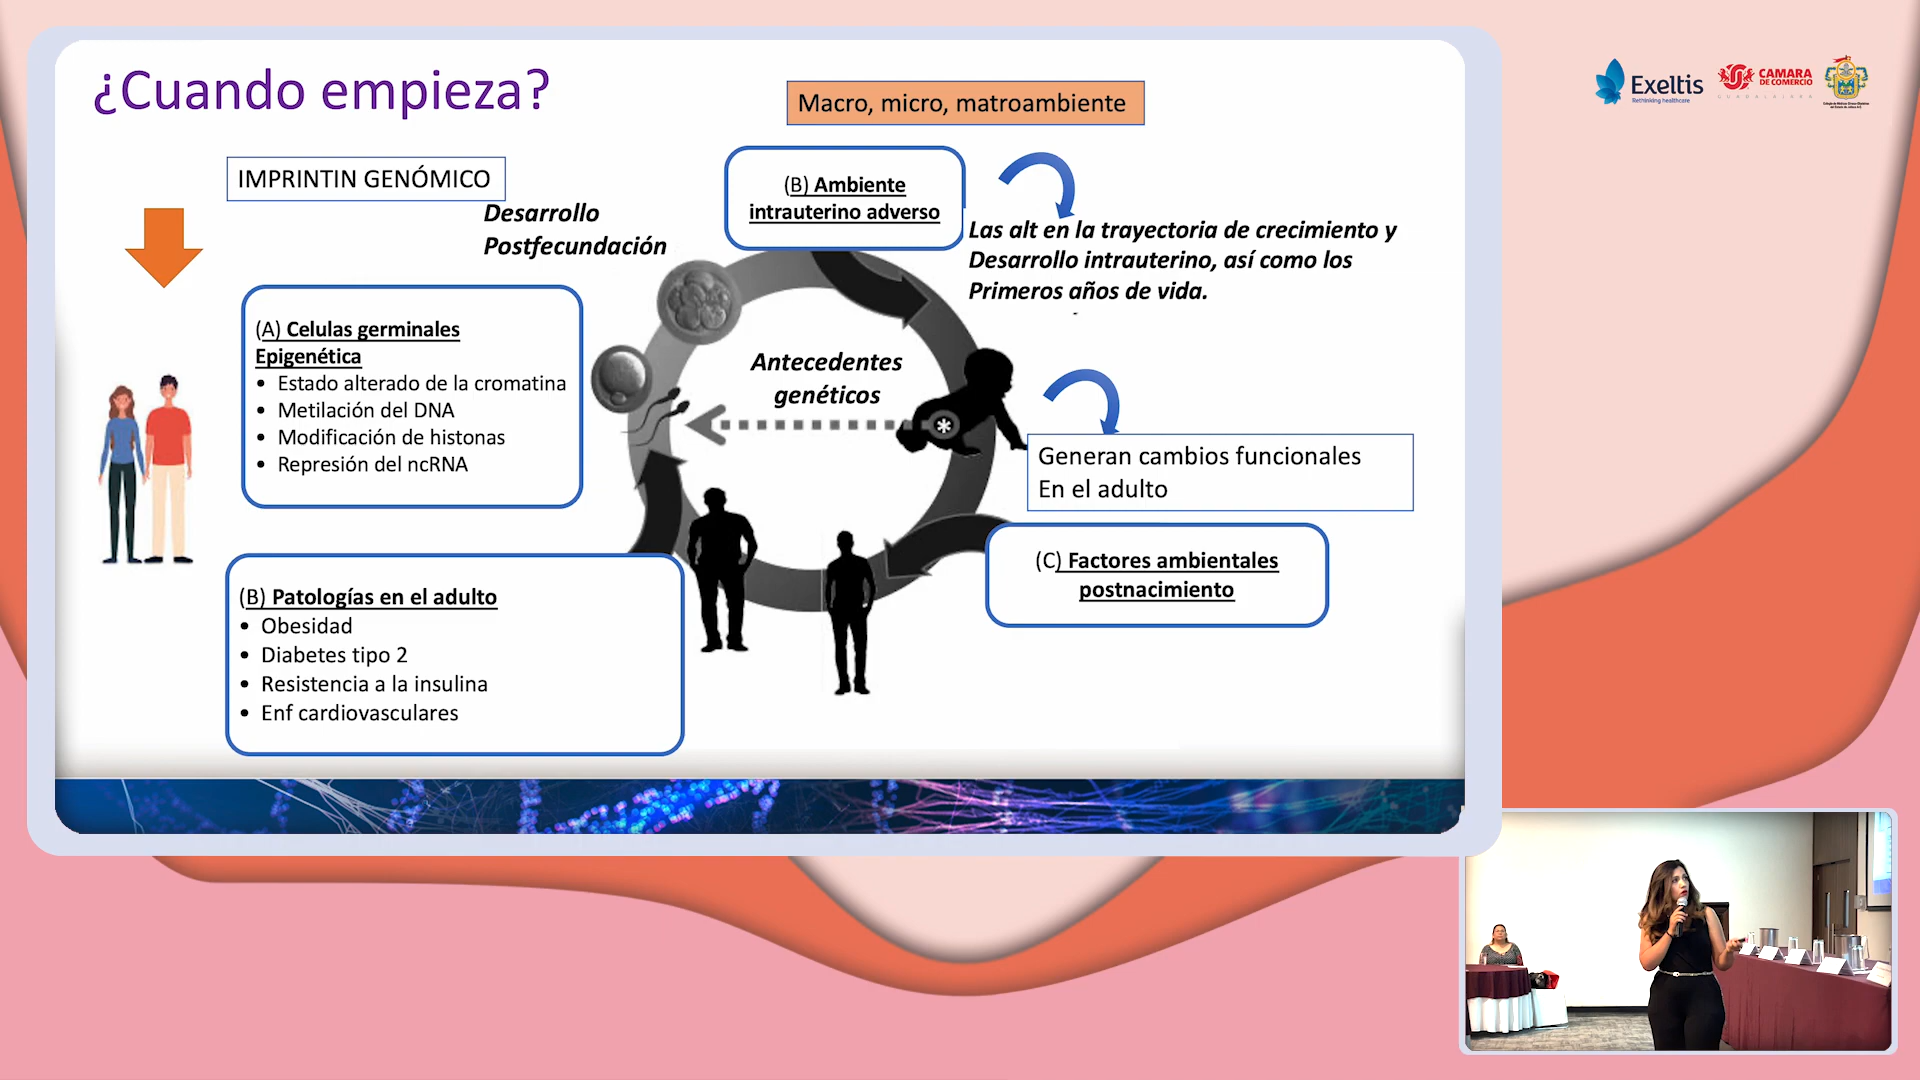 ¿Cuando empieza?
Macro, micro, matroambiente
IMPRINTIN GENÓMICO
Desarrollo
Postfecundación
(B) Ambiente
intrauterino adverso
Las alt en la trayectoria de crecimiento y
Desarrollo intrauterino, así como los
Primeros años de vida.
(A) Celulas germinales
Epigenética
• Estado alterado de la cromatina
• Metilación del DNA
• Modificación de histonas
• Represión del ncRNA
Antecedentes
genéticos
*
Generan cambios funcionales
En el adulto
(C) Factores ambientales
postnacimiento
(B) Patologías en el adulto
• Obesidad
• Diabetes tipo 2
• Resistencia a la insulina
• Enf cardiovasculares
Exeltis
Rethinking healthcare
CAMARA
DE COMERCIO
GUADALAJARA